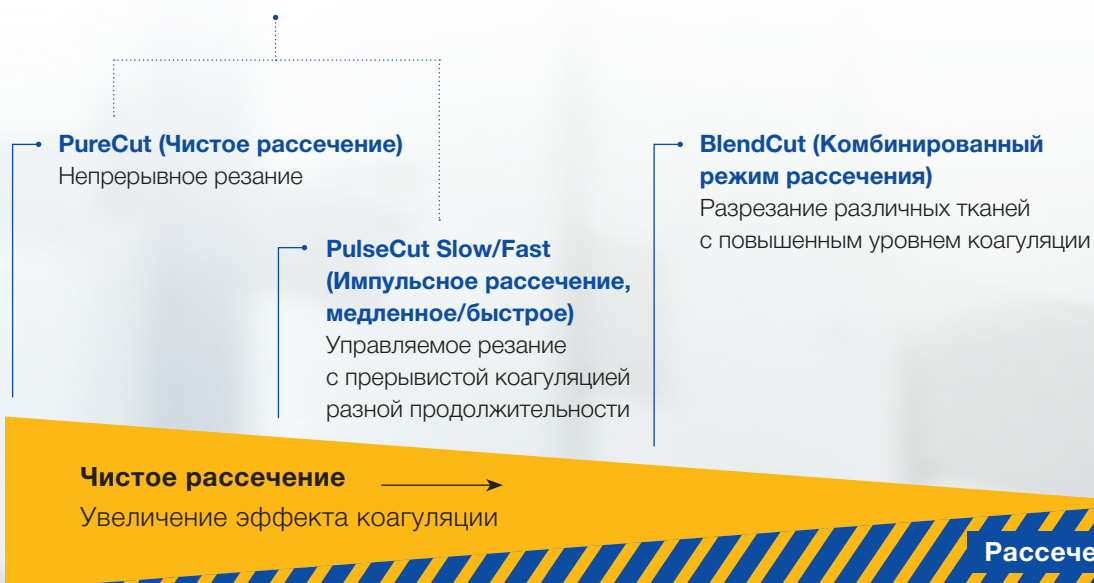 PureCut (Чистое рассечение)
Непрерывное резание
PulseCut Slow/Fast
(Импульсное рассечение,
медленное/быстрое)
Управляемое резание
с прерывистой коагуляцией
разной продолжительности
BlendCut (Комбинированный
режим рассечения)
Разрезание различных тканей
с повышенным уровнем коагуляции
Чистое рассечение
Увеличение эффекта коагуляции
Рассече